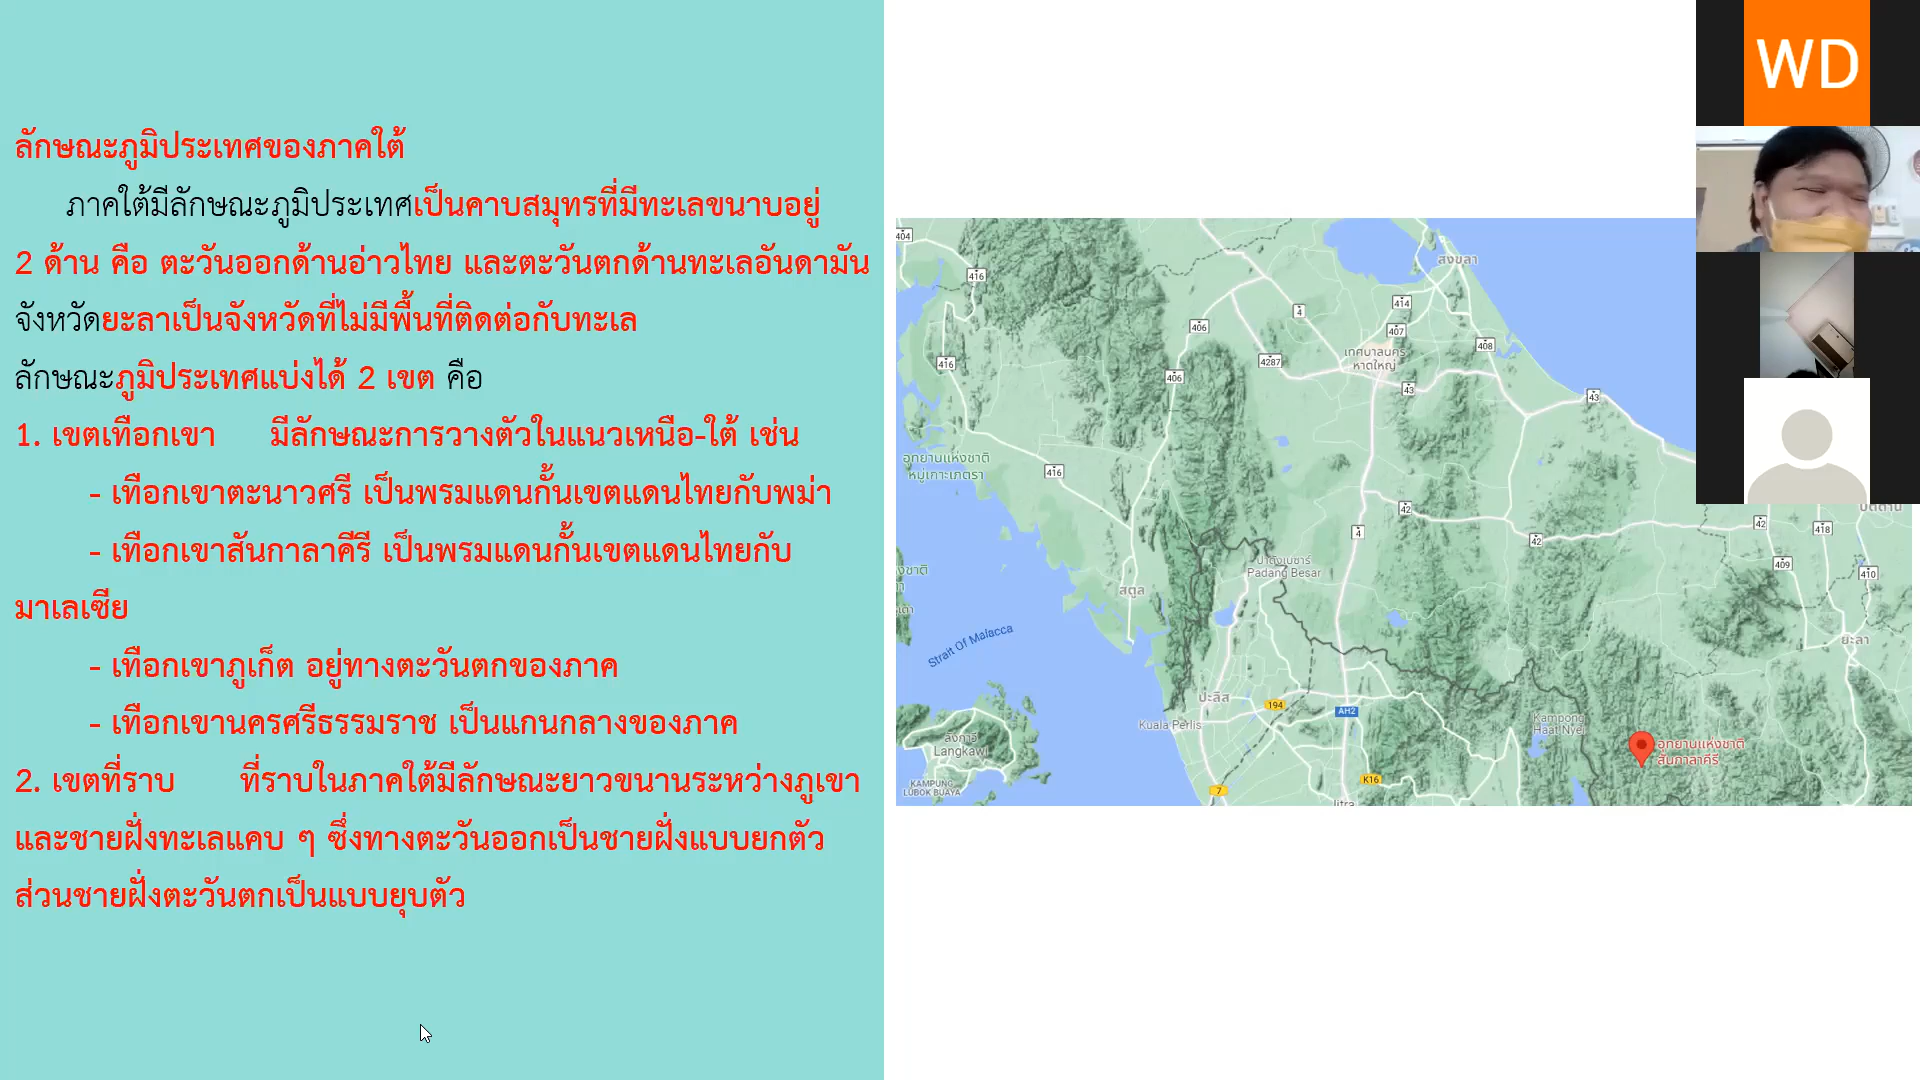 ลักษณะภูมิประเทศของภาคใต้
ภาคใต้มีลักษณะภูมิประเทศเป็นคาบสมุทรที่มีทะเลขนาบอยู่
2 ด้าน คือ ตะวันออกด้านอ่าวไทย และตะวันตกด้านทะเลอันดามัน
จังหวัดยะลาเป็นจังหวัดที่ไม่มีพื้นที่ติดต่อกับทะเล
ลักษณะภูมิประเทศแบ่งได้ 2 เขต คือ
1. เขตเทือกเขา มีลักษณะการวางตัวในแนวเหนือ-ใต้ เช่น
- เทือกเขาตะนาวศรี เป็นพรมแดนกั้นเขตแดนไทยกับพม่า
- เทือกเขาสันกาลาคีรี เป็นพรมแดนกั้นเขตแดนไทยกับ
มาเลเซีย
- เทือกเขาภูเก็ต อยู่ทางตะวันตกของภาค
- เทือกเขานครศรีธรรมราช เป็นแกนกลางของภาค
2. เขตที่ราบ ที่ราบในภาคใต้มีลักษณะยาวขนานระหว่างภูเขา
และชายฝั่งทะเลแคบ ๆ ซึ่งทางตะวันออกเป็นชายฝั่งแบบยกตัว
ส่วนชายฝั่งตะวันตกเป็นแบบยุบตัว
WD
404
สงขลา
416
4
414
406
407
408
4287
เทศบาลนคร
หาดใหญ่
416
406
43
43
อุทยานแห่งชาติ
หมู่เกาะเภตรา
416
42
4
42
42
418
409
410
ปาดังเบซาร์
Padang Besar
สตูล
Strait Of Malacca
ยะลา
ปะลิส
194
AH2
Kuala Perlis
Kampong
Haat Nyei
ลังกาวี
Langkawi
อุทยานแห่งชาติ
สันกาลาคีรี
KAMPUNG
LUBOK BUAYA
K16
7
Jitra